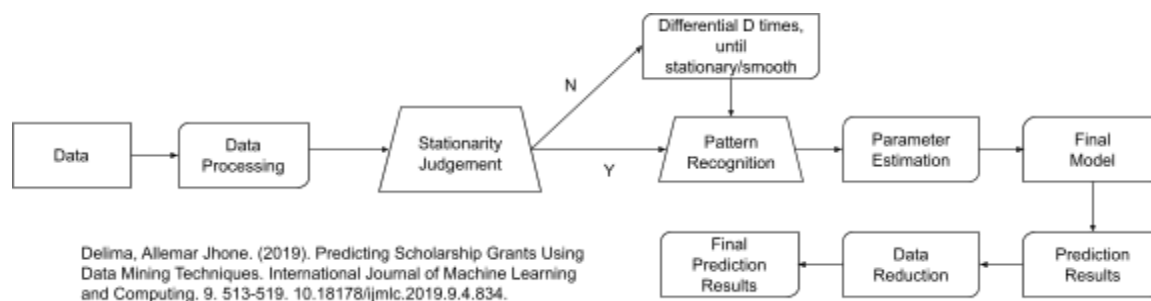 Differential D times,
until
stationary/smooth
N
Data
Data
Processing
Stationarity
Judgement
Y
Pattern
Recognition
Parameter
Estimation
Final
Model
Delima, Allemar Jhone. (2019). Predicting Scholarship Grants Using
Data Mining Techniques. International Journal of Machine Learning
and Computing. 9. 513-519. 10.18178/ijmlc.2019.9.4.834.
Final
Prediction
Results
Data
Reduction
Prediction
Results